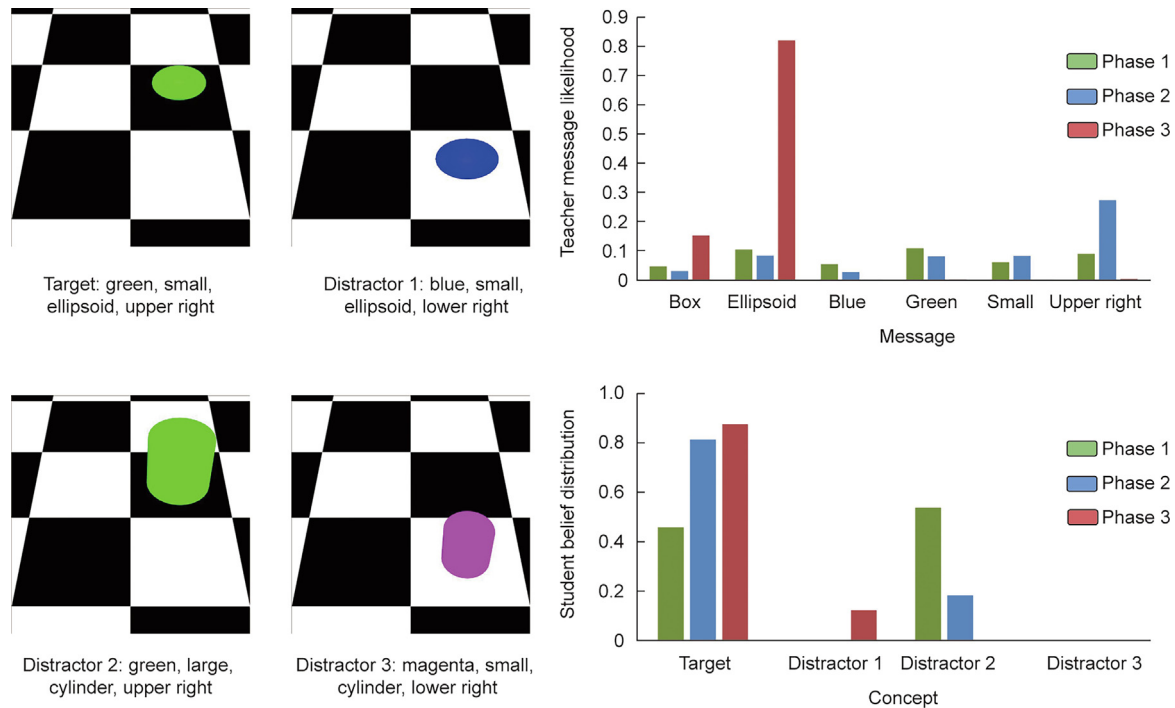 Target: green, small,
ellipsoid, upper right
Distractor 1: blue, small,
ellipsoid, lower right
Teacher message likelihood
0.9
0.8
0.7
0.6
0.5
0.4
0.3
0.2
0.1
0
Phase 1
Phase 2
Phase 3
Box Ellipsoid Blue Green Small Upper right
Message
Distractor 2: green, large,
cylinder, upper right
Distractor 3: magenta, small,
cylinder, lower right
Student belief distribution
1.0
0.8
0.6
0.4
0.2
0
Phase 1
Phase 2
Phase 3
Target Distractor 1 Distractor 2 Distractor 3
Concept